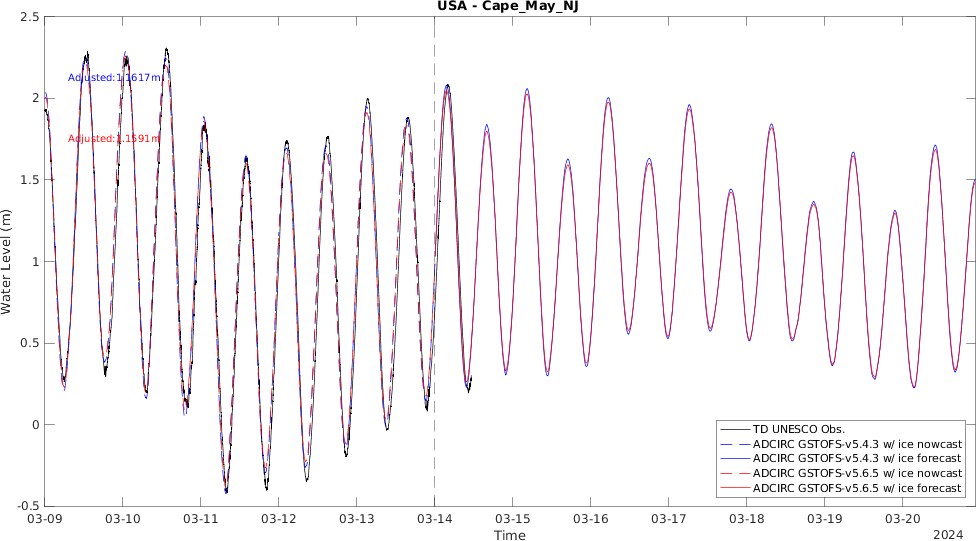 USA - Cape_May_NJ
2.5
2
1.5
1
0.5
0
-0.5
Water Level (m)
Adjusted:1.1617m
Adjusted:1.1591m
TD UNESCO Obs.
ADCIRC GSTOFS-v5.4.3 w/ ice nowcast
ADCIRC GSTOFS-v5.4.3 w/ ice forecast
ADCIRC GSTOFS-v5.6.5 w/ ice nowcast
ADCIRC GSTOFS-v5.6.5 w/ ice forecast
03-09 03-10 03-11 03-12 03-13 03-14 03-15 03-16 03-17 03-18 03-19 03-20
Time
2024